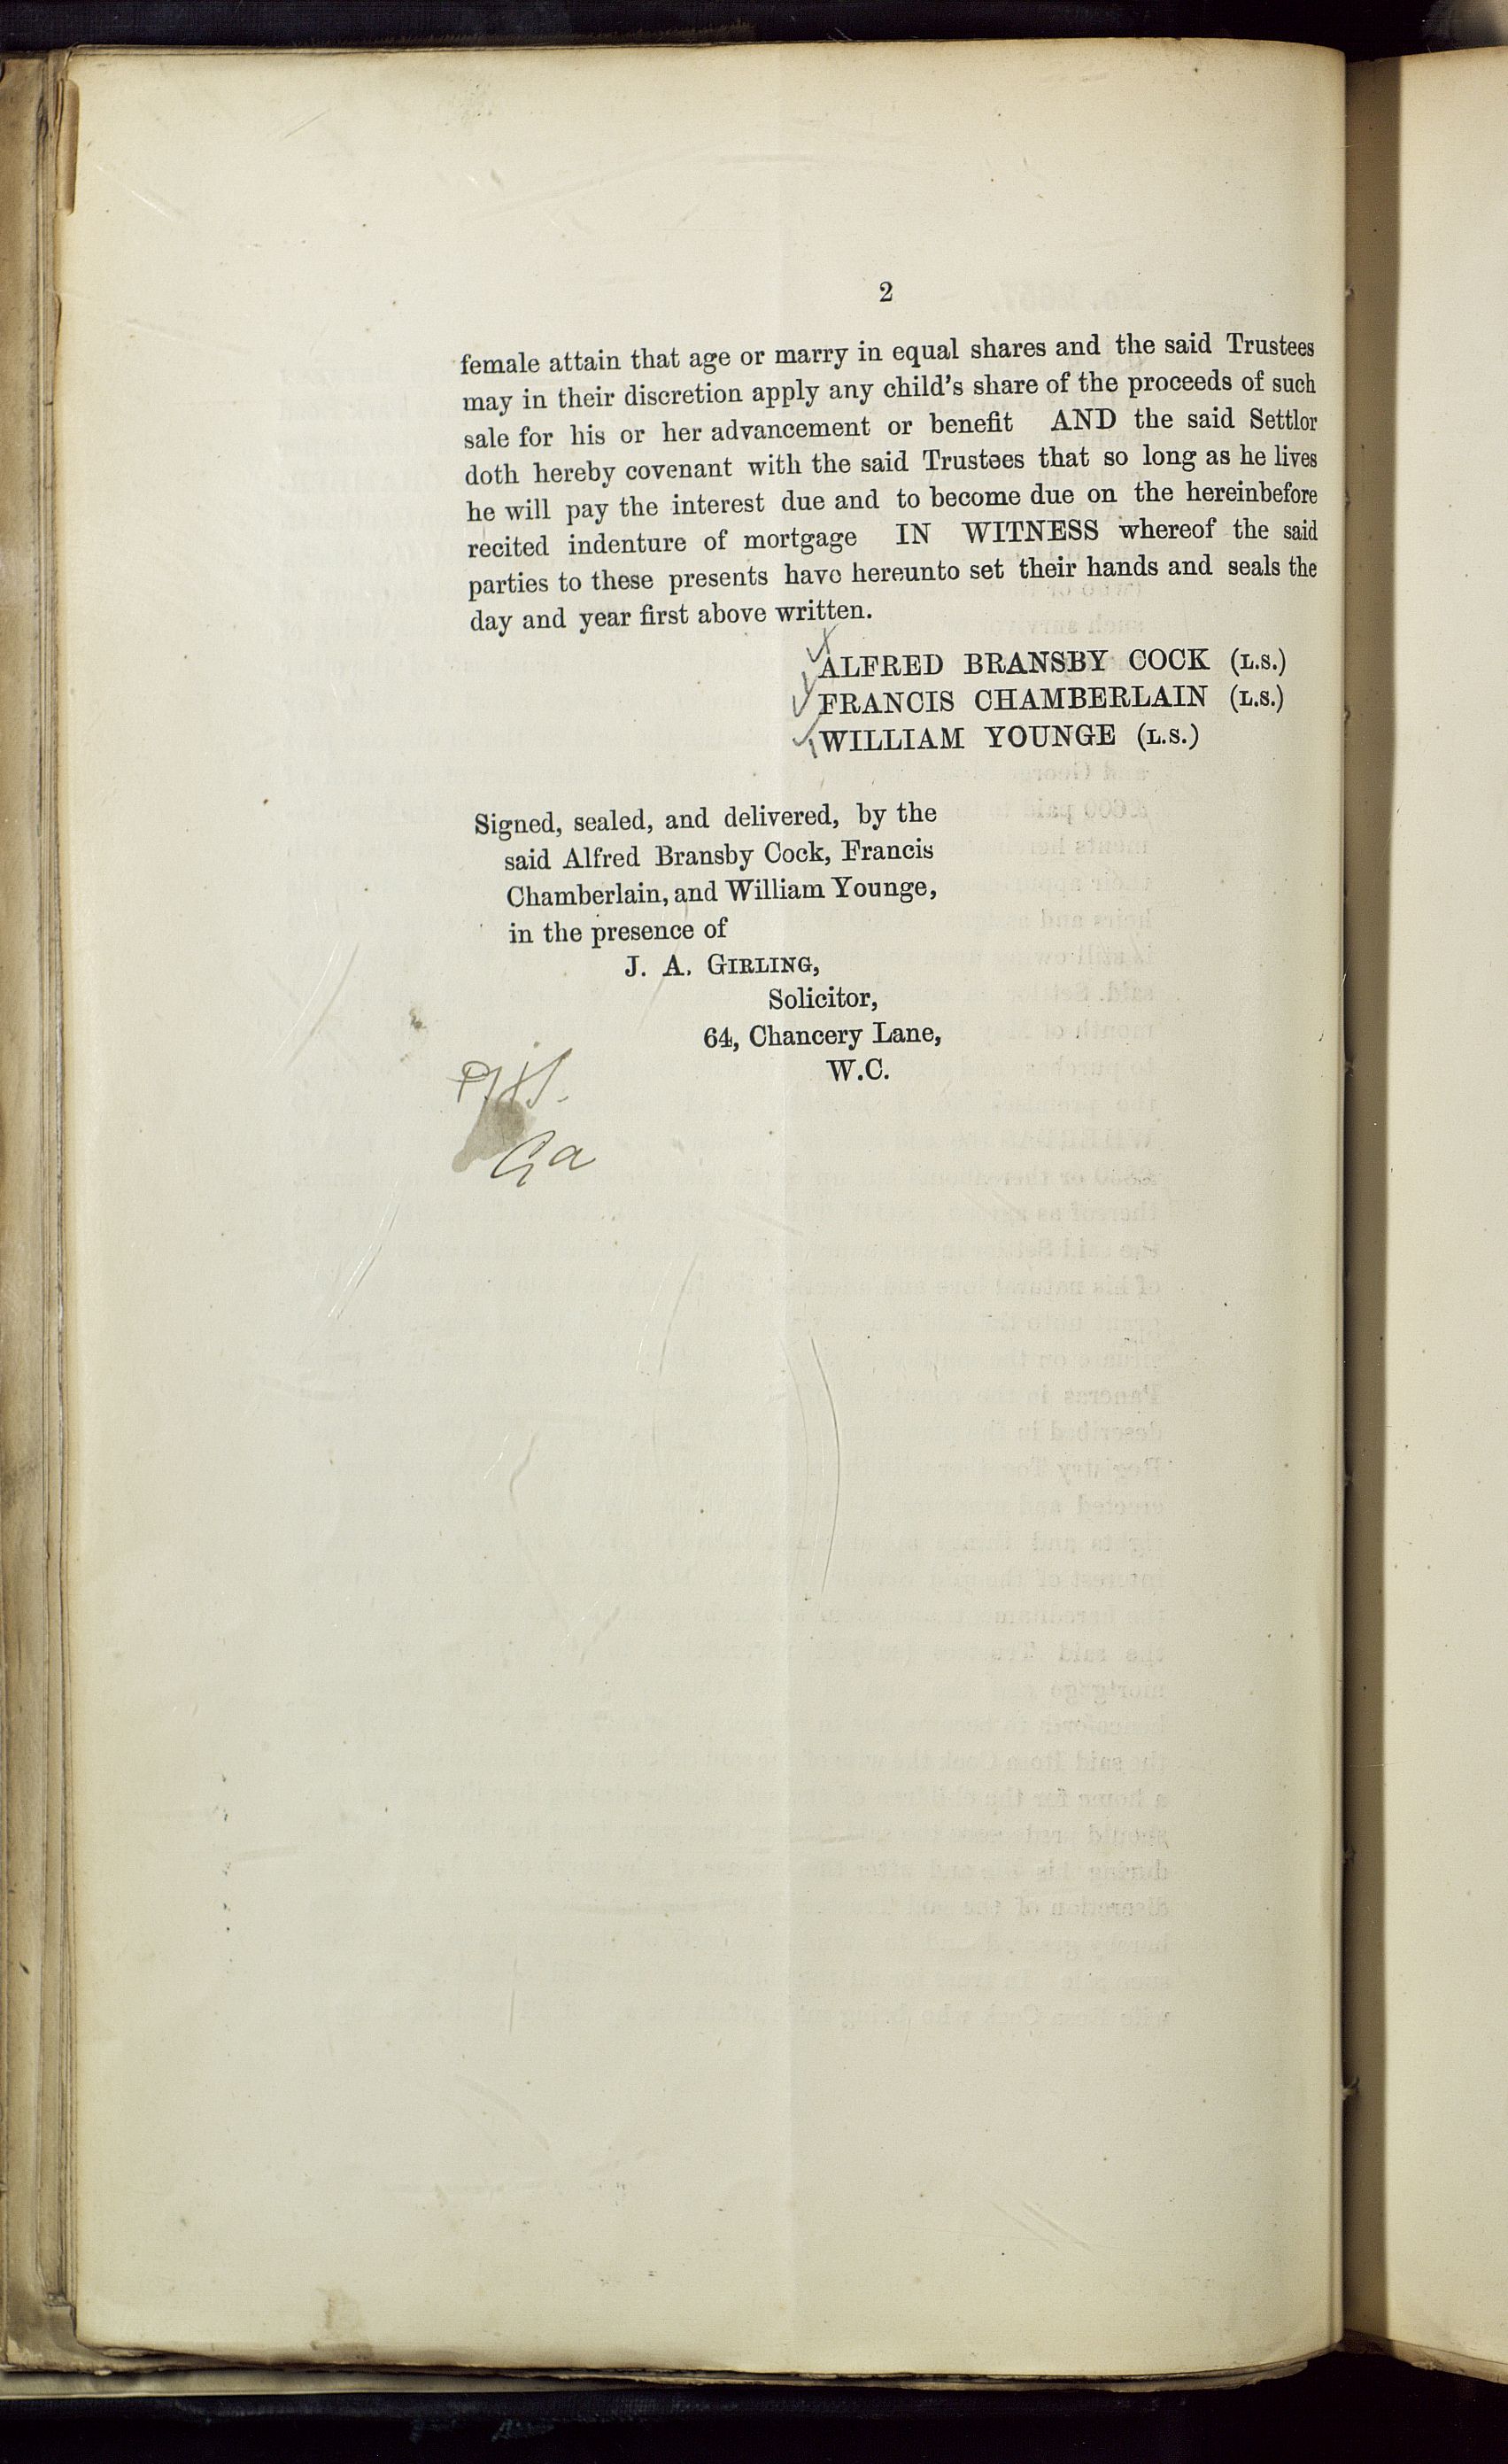 2
female attain that age or marry in equal shares and the said Trustees
may in their discretion apply any child's share of the proceeds of such
sale for his or her advancement or benefit AND the said Settlor
doth hereby covenant with the said Trustees that so long as he lives
he will pay the interest due and to become due on the hereinbefore
recited indenture of mortgage IN WITNESS whereof the said
parties to these presents have hereunto set their hands and seals the
day and year first above written.
ALFRED BRANSBY COCK (L.S.)
FRANCIS CHAMBERLAIN (L.S.)
WILLIAM YOUNGE (L.S.)
Signed, sealed, and delivered, by the
said Alfred Bransby Cock, Francis
Chamberlain, and William Younge,
in the presence of
J. A. GIRLING,
Solicitor,
64, Chancery Lane,
W.C.